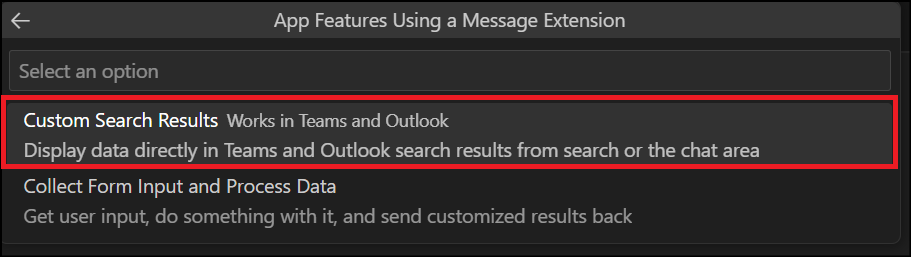 App Features Using a Message Extension
Select an option
Custom Search Results Works in Teams and Outlook
Display data directly in Teams and Outlook search results from search or the chat area
Collect Form Input and Process Data
Get user input, do something with it, and send customized results back